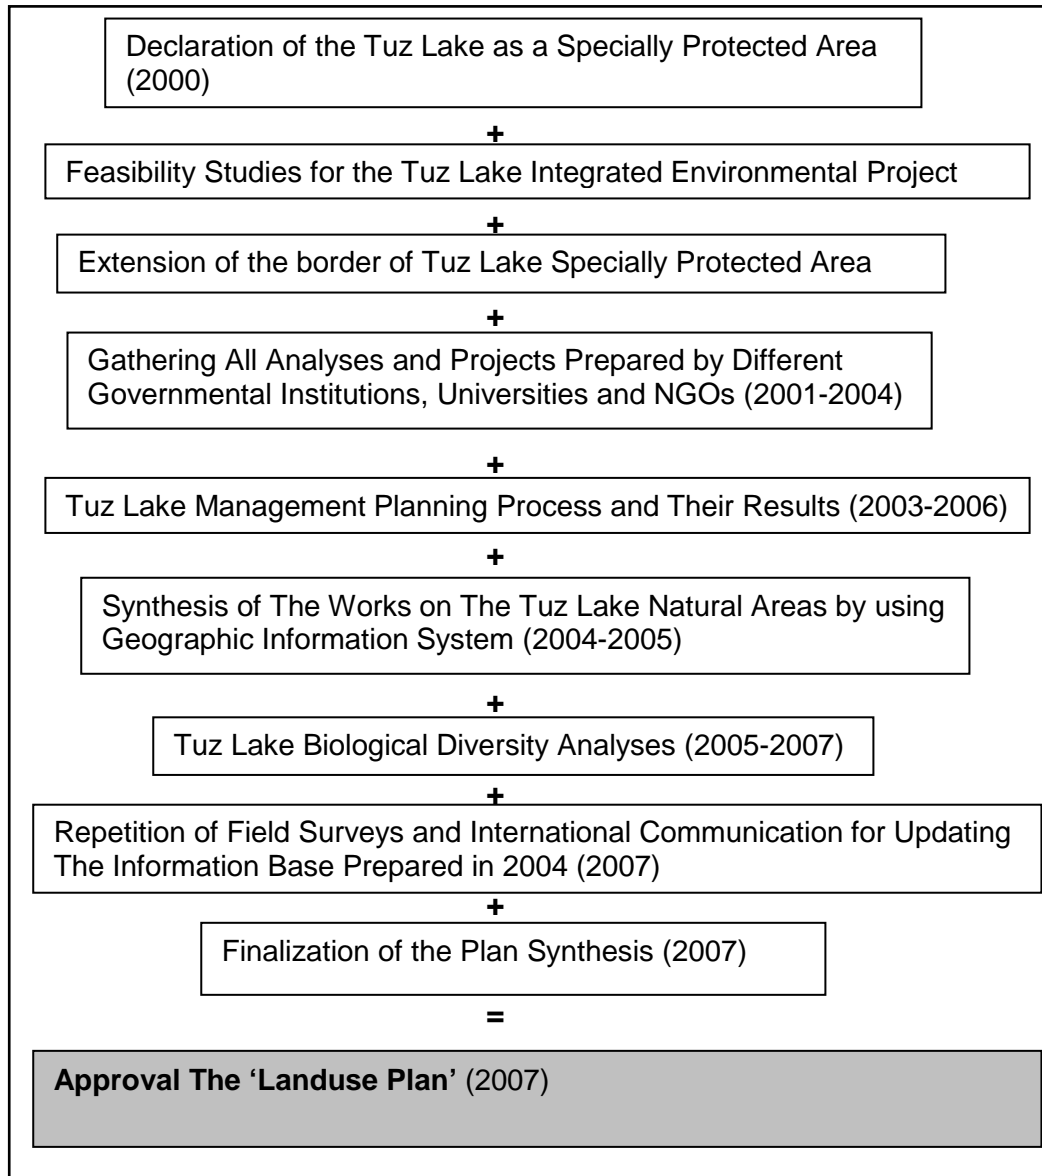 Declaration of the Tuz Lake as a Specially Protected Area
(2000)
+
Feasibility Studies for the Tuz Lake Integrated Environmental Project
+
Extension of the border of Tuz Lake Specially Protected Area
+
Gathering All Analyses and Projects Prepared by Different
Governmental Institutions, Universities and NGOs (2001-2004)
+
Tuz Lake Management Planning Process and Their Results (2003-2006)
+
Synthesis of The Works on The Tuz Lake Natural Areas by using
Geographic Information System (2004-2005)
+
Tuz Lake Biological Diversity Analyses (2005-2007)
+
Repetition of Field Surveys and International Communication for Updating
The Information Base Prepared in 2004 (2007)
+
Finalization of the Plan Synthesis (2007)
=
Approval The ‘Landuse Plan’ (2007)